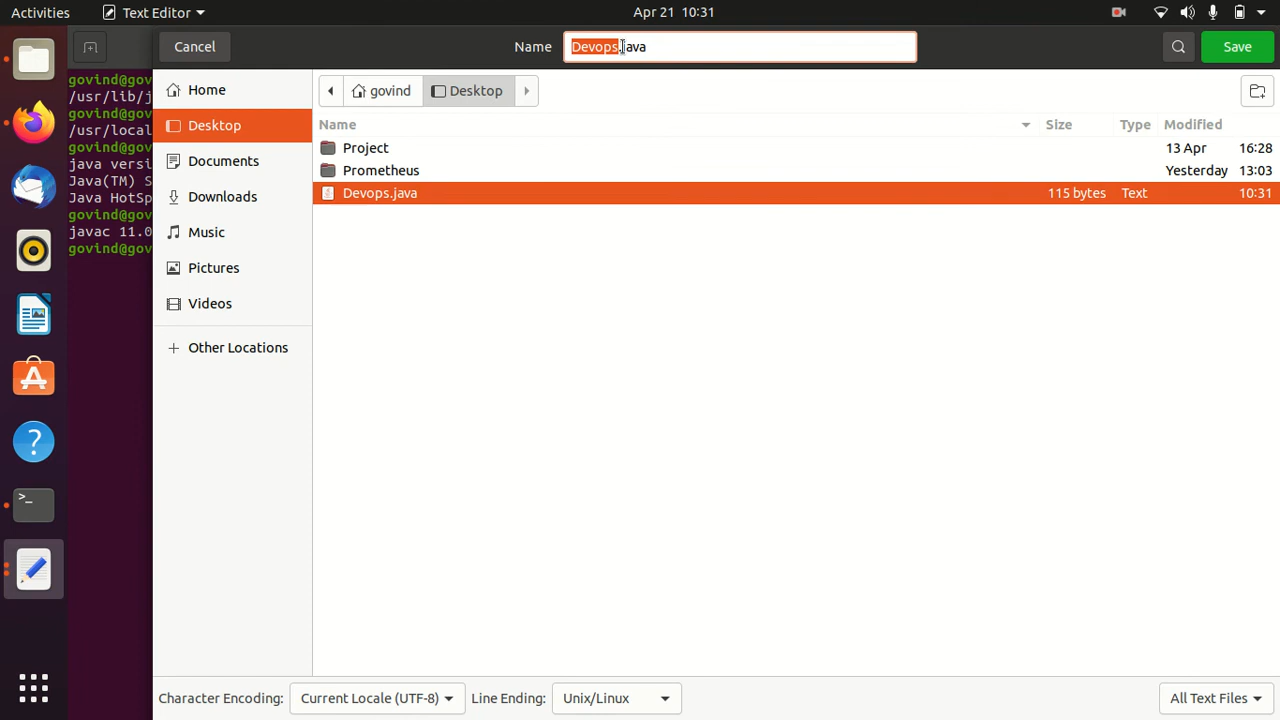 Activities Text Editor Apr 21 10:31
Cancel Name Devops.java Save
govind@gov
/usr/lib/j
govind@gov
/usr/local
govind@gov
java versi
Java(TM) S
Java HotSp
govind@gov
javac 11.0
govind@gov
Home
Desktop
Documents
Downloads
Music
Pictures
Videos
Other Locations
govind Desktop
Name Size Type Modified
Project 13 Apr 16:28
Prometheus Yesterday 13:03
Devops.java 115 bytes Text 10:31
Character Encoding: Current Locale (UTF-8) Line Ending: Unix/Linux All Text Files